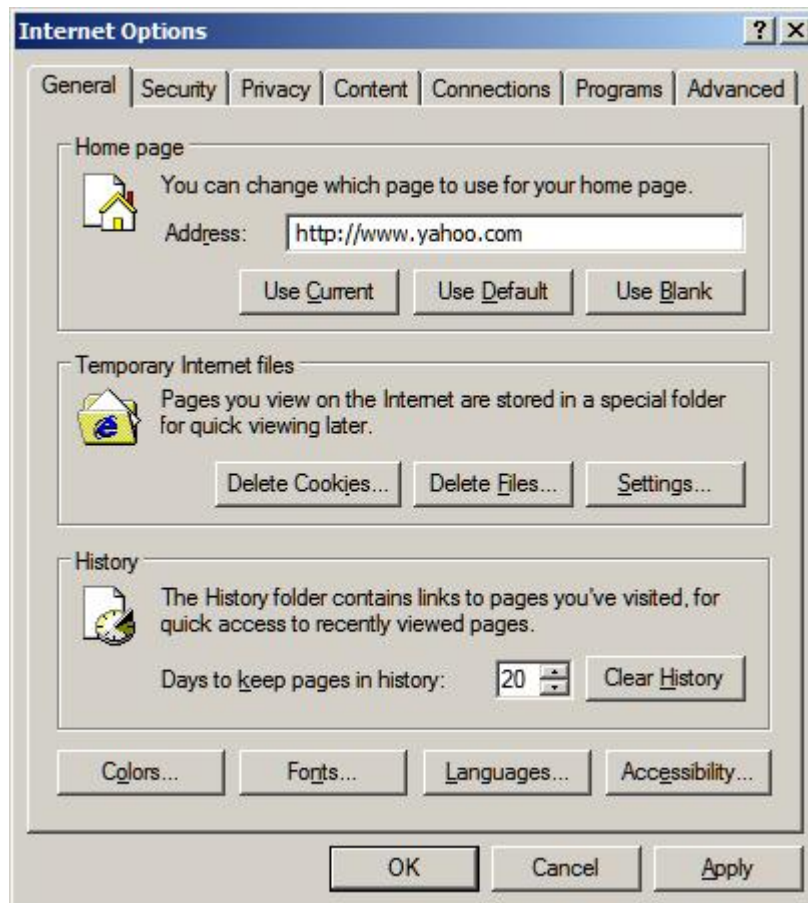 Internet Options
General Security Privacy Content Connections Programs Advanced
Home page
You can change which page to use for your home page.
Address: http://www.yahoo.com
Use Current Use Default Use Blank
Temporary Internet files
Pages you view on the Internet are stored in a special folder
for quick viewing later.
Delete Cookies... Delete Files... Settings...
History
The History folder contains links to pages you've visited, for
quick access to recently viewed pages.
Days to keep pages in history: 20 Clear History
Colors... Fonts... Languages... Accessibility...
OK Cancel Apply